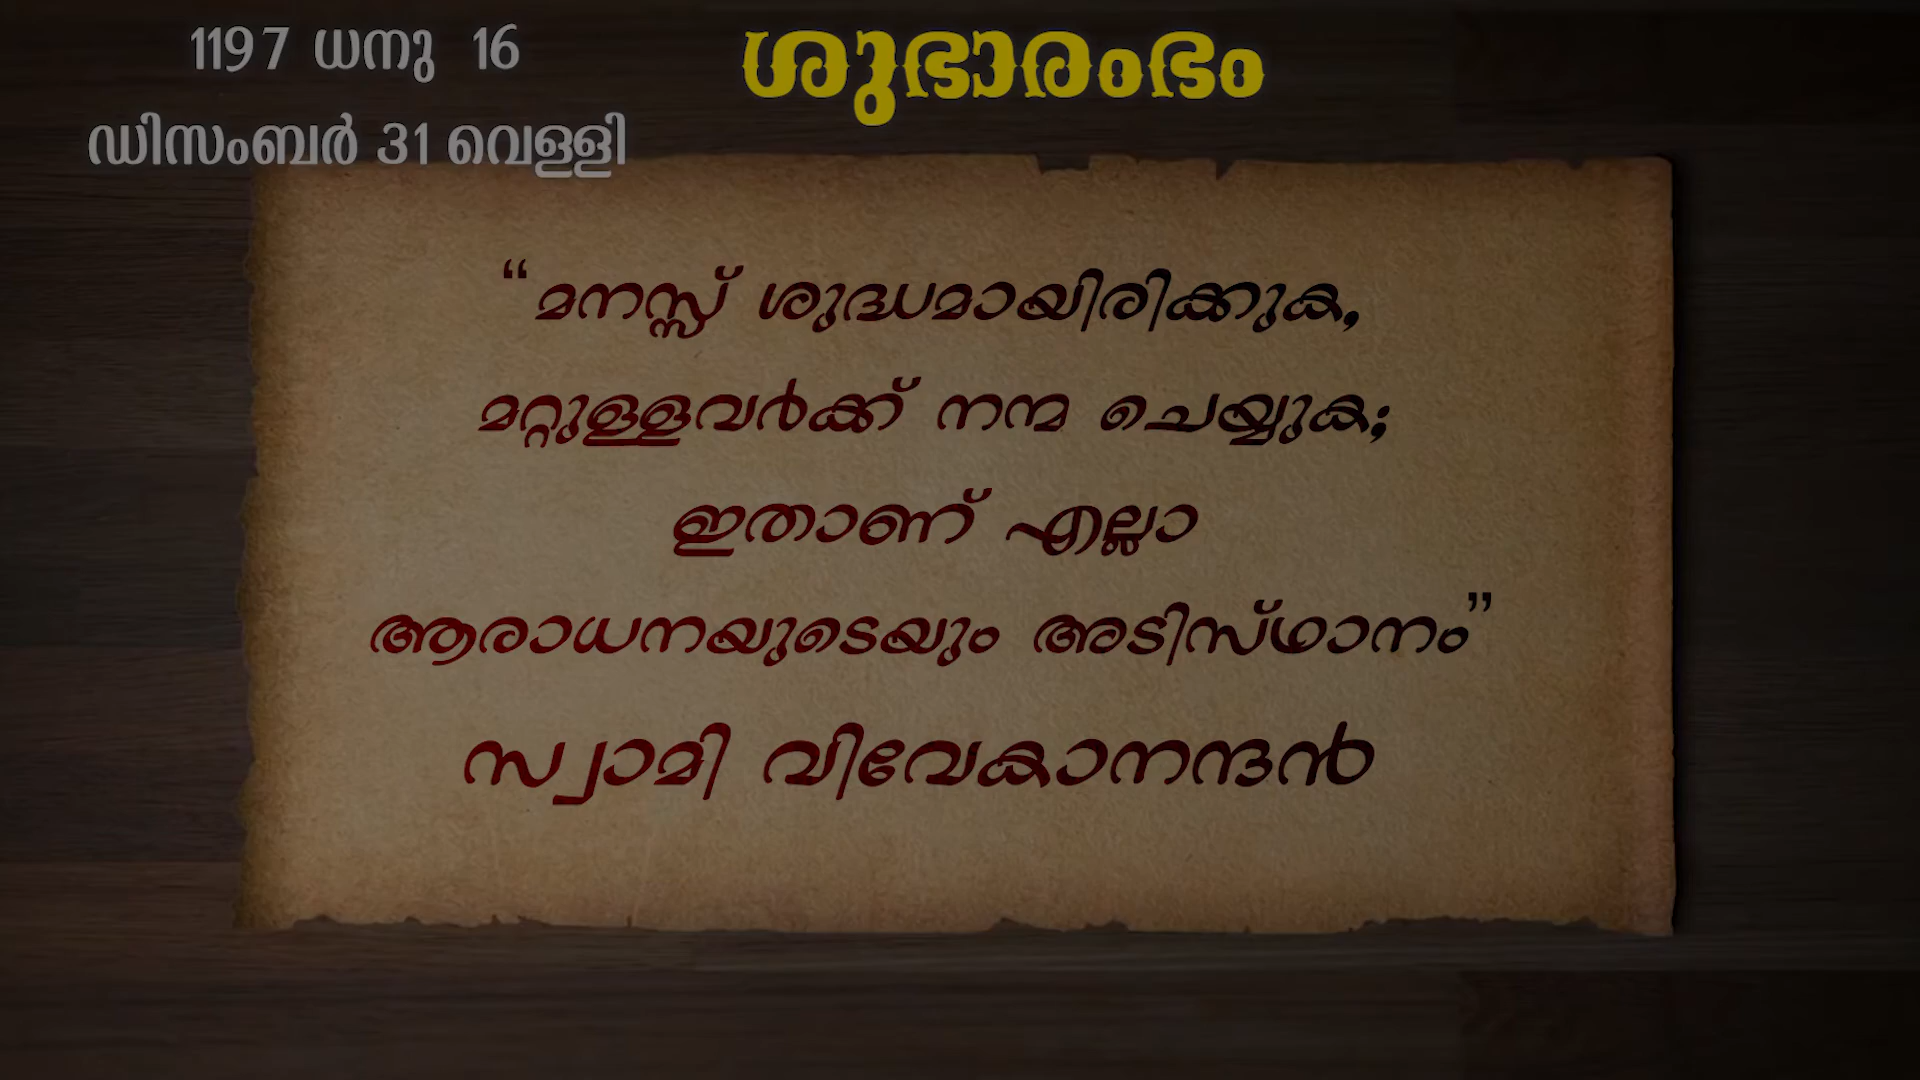 1197 ധനു 16
ഡിസംബർ 31 വെള്ളി
ശുഭാരംഭം
“മനസ്സ് ശുദ്ധമായിരിക്കുക,
മറ്റുള്ളവർക്ക് നന്മ ചെയ്യുക;
ഇതാണ് എല്ലാ
ആരാധനയുടെയും അടിസ്ഥാനം”
സ്വാമി വിവേകാനന്ദൻ